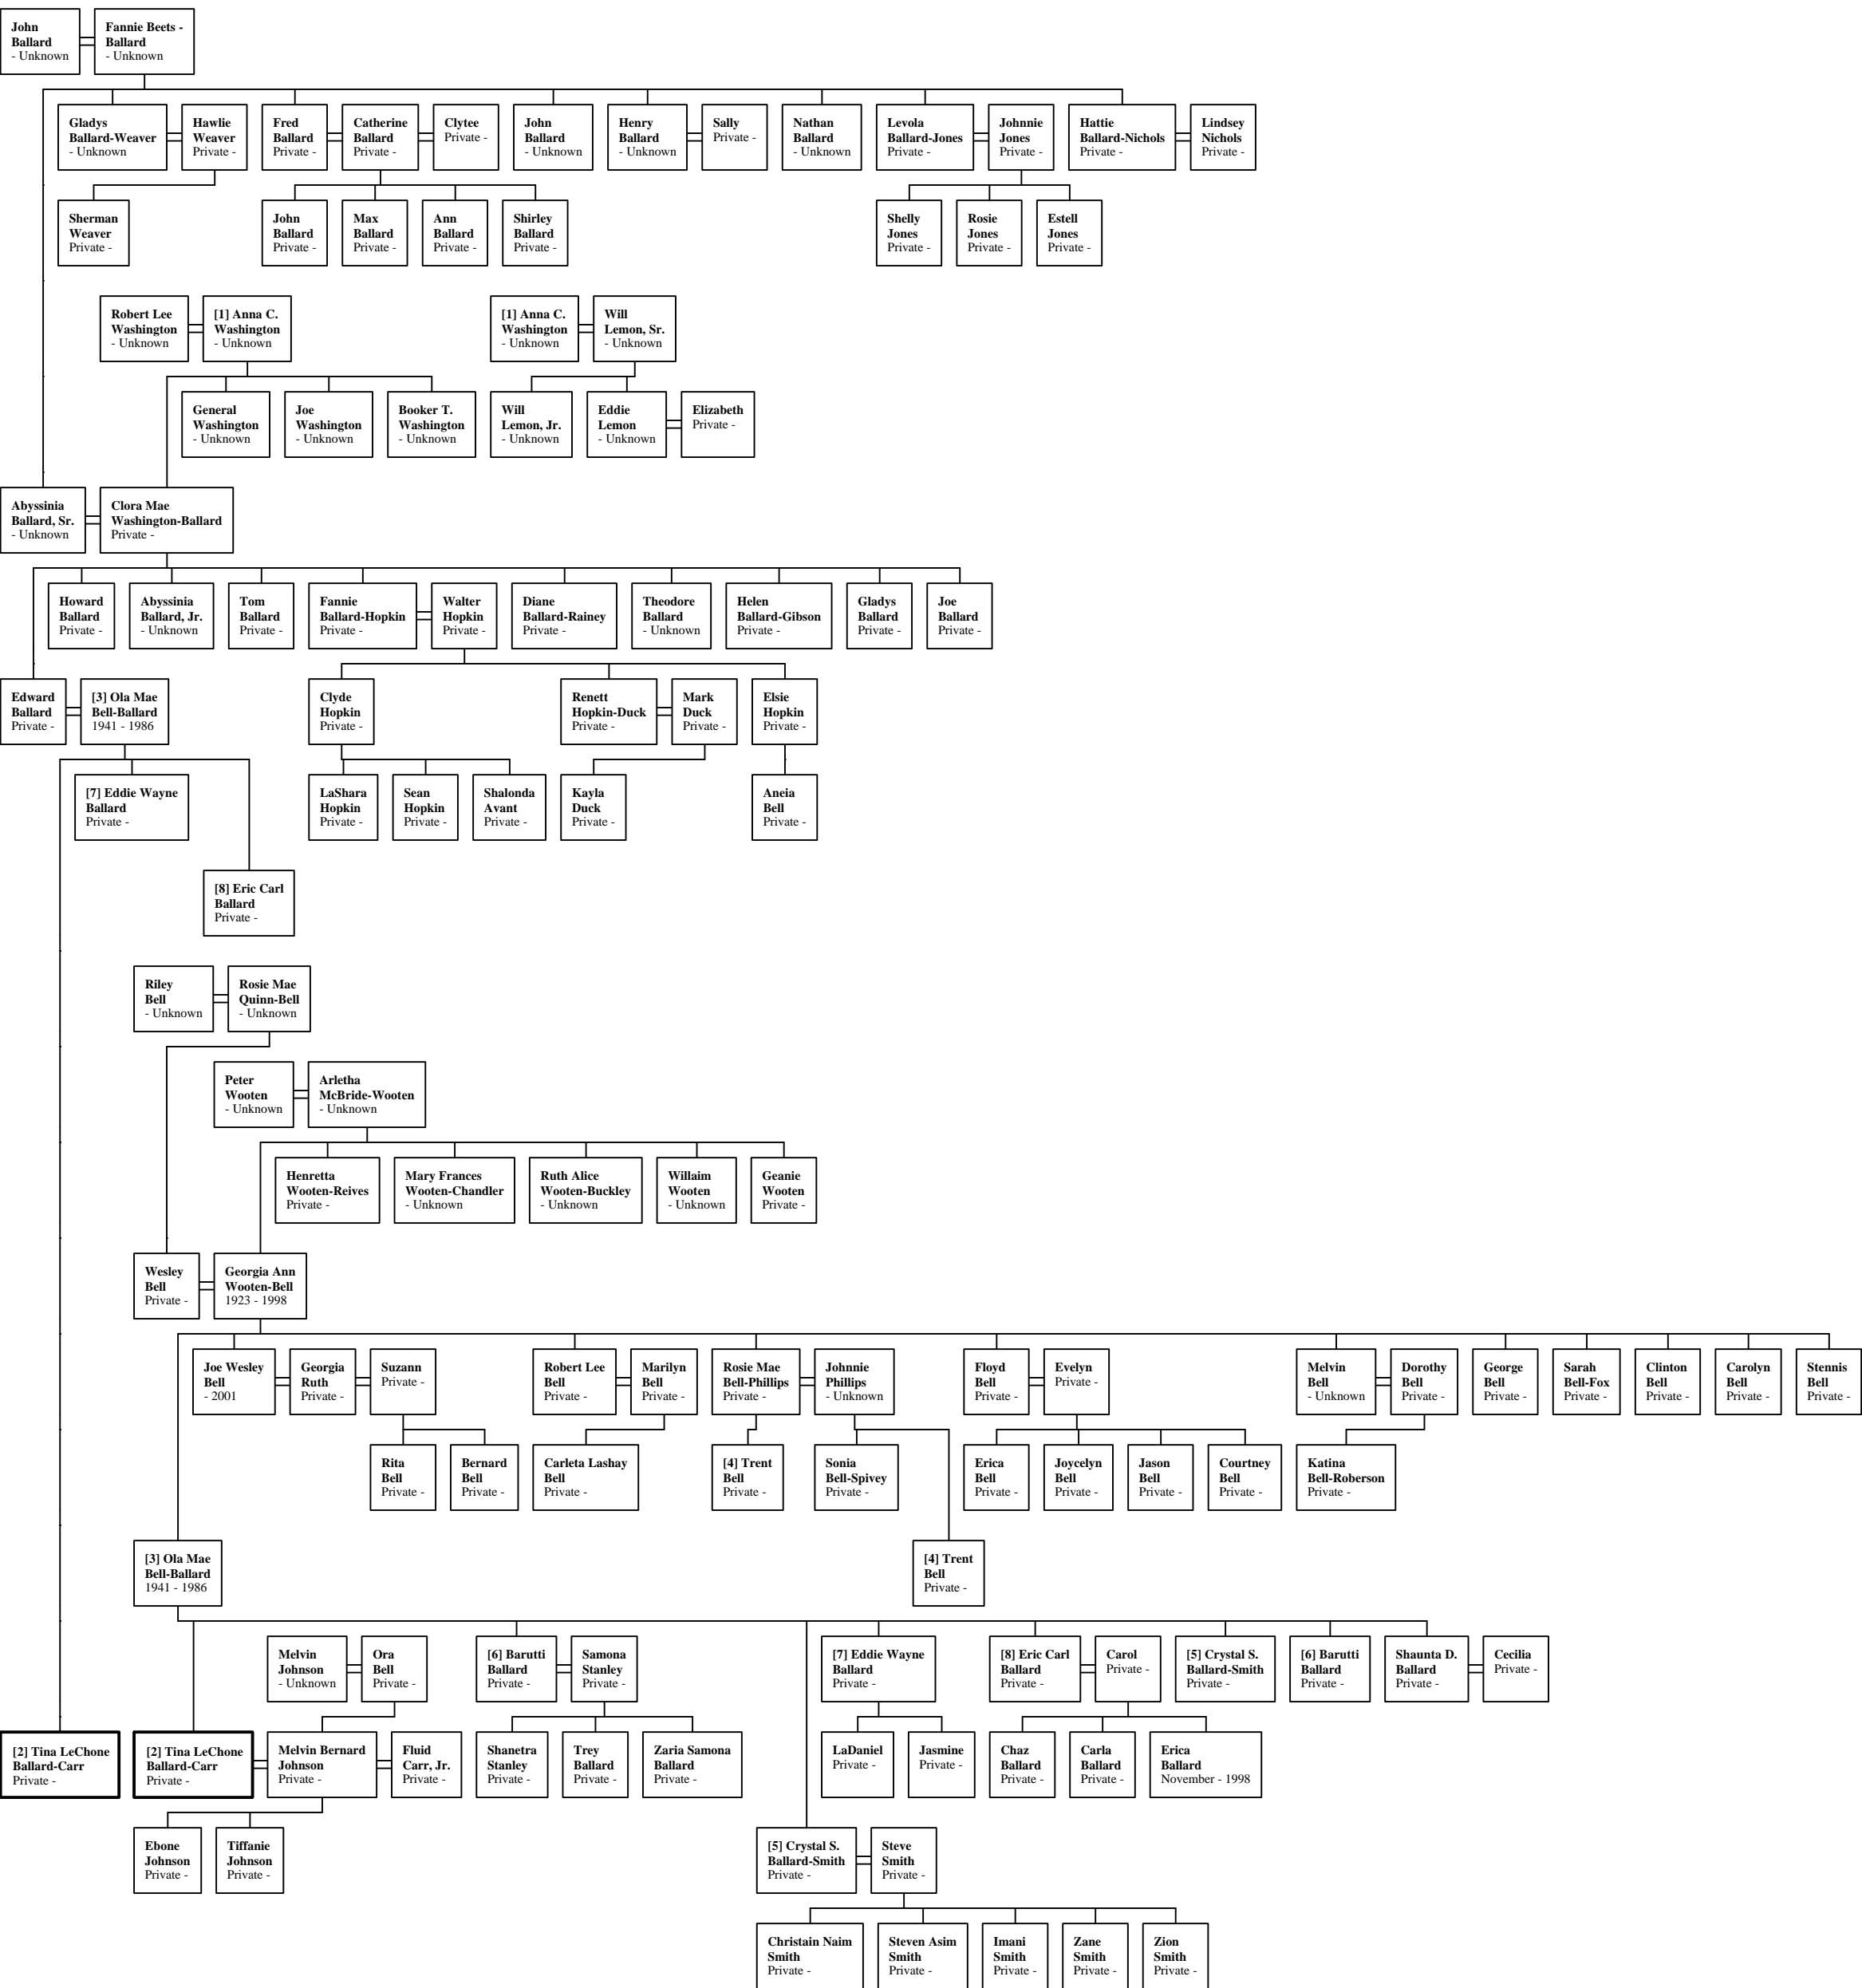 John
Ballard
- Unknown
Fannie Beets -
Ballard
- Unknown
Gladys
Ballard-Weaver
- Unknown
Hawlie
Weaver
Private -
Fred
Ballard
Private -
Catherine
Ballard
Private -
Clytee
Private -
John
Ballard
- Unknown
Henry
Ballard
- Unknown
Sally
Private -
Nathan
Ballard
- Unknown
Levola
Ballard-Jones
Private -
Johnnie
Jones
Private -
Hattie
Ballard-Nichols
Private -
Lindsey
Nichols
Private -
Sherman
Weaver
Private -
John
Ballard
Private -
Max
Ballard
Private -
Ann
Ballard
Private -
Shirley
Ballard
Private -
Shelly
Jones
Private -
Rosie
Jones
Private -
Estell
Jones
Private -
Robert Lee
Washington
- Unknown
[1] Anna C.
Washington
- Unknown
[1] Anna C.
Washington
- Unknown
Will
Lemon, Sr.
- Unknown
General
Washington
- Unknown
Joe
Washington
- Unknown
Booker T.
Washington
- Unknown
Will
Lemon, Jr.
- Unknown
Eddie
Lemon
- Unknown
Elizabeth
Private -
Abyssinia
Ballard, Sr.
- Unknown
Clora Mae
Washington-Ballard
Private -
Howard
Ballard
Private -
Abyssinia
Ballard, Jr.
- Unknown
Tom
Ballard
Private -
Fannie
Ballard-Hopkin
Private -
Walter
Hopkin
Private -
Diane
Ballard-Rainey
Private -
Theodore
Ballard
- Unknown
Helen
Ballard-Gibson
Private -
Gladys
Ballard
Private -
Joe
Ballard
Private -
Edward
Ballard
Private -
[3] Ola Mae
Bell-Ballard
1941 - 1986
Clyde
Hopkin
Private -
Renett
Hopkin-Duck
Private -
Mark
Duck
Private -
Elsie
Hopkin
Private -
[7] Eddie Wayne
Ballard
Private -
LaShara
Hopkin
Private -
Sean
Hopkin
Private -
Shalonda
Avant
Private -
Kayla
Duck
Private -
Aneia
Bell
Private -
[8] Eric Carl
Ballard
Private -
Riley
Bell
- Unknown
Rosie Mae
Quinn-Bell
- Unknown
Peter
Wooten
- Unknown
Arletha
McBride-Wooten
- Unknown
Henretta
Wooten-Reives
Private -
Mary Frances
Wooten-Chandler
- Unknown
Ruth Alice
Wooten-Buckley
- Unknown
Willaim
Wooten
- Unknown
Geanie
Wooten
Private -
Wesley
Bell
Private -
Georgia Ann
Wooten-Bell
1923 - 1998
Joe Wesley
Bell
- 2001
Georgia
Ruth
Private -
Suzann
Private -
Robert Lee
Bell
Private -
Marilyn
Bell
Private -
Rosie Mae
Bell-Phillips
Private -
Johnnie
Phillips
- Unknown
Floyd
Bell
Private -
Evelyn
Private -
Melvin
Bell
- Unknown
Dorothy
Bell
Private -
George
Bell
Private -
Sarah
Bell-Fox
Private -
Clinton
Bell
Private -
Carolyn
Bell
Private -
Stennis
Bell
Private -
Rita
Bell
Private -
Bernard
Bell
Private -
Carleta Lashay
Bell
Private -
[4] Trent
Bell
Private -
Sonia
Bell-Spivey
Private -
Erica
Bell
Private -
Joycelyn
Bell
Private -
Jason
Bell
Private -
Courtney
Bell
Private -
Katina
Bell-Roberson
Private -
[3] Ola Mae
Bell-Ballard
1941 - 1986
[4] Trent
Bell
Private -
Melvin
Johnson
- Unknown
Ora
Bell
Private -
[6] Barutti
Ballard
Private -
Samona
Stanley
Private -
[7] Eddie Wayne
Ballard
Private -
[8] Eric Carl
Ballard
Private -
Carol
Private -
[5] Crystal S.
Ballard-Smith
Private -
[6] Barutti
Ballard
Private -
Shaunta D.
Ballard
Private -
Cecilia
Private -
[2] Tina LeChone
Ballard-Carr
Private -
[2] Tina LeChone
Ballard-Carr
Private -
Melvin Bernard
Johnson
Private -
Fluid
Carr, Jr.
Private -
Shanetra
Stanley
Private -
Trey
Ballard
Private -
Zaria Samona
Ballard
Private -
LaDaniel
Private -
Jasmine
Private -
Chaz
Ballard
Private -
Carla
Ballard
Private -
Erica
Ballard
November - 1998
Ebone
Johnson
Private -
Tiffanie
Johnson
Private -
[5] Crystal S.
Ballard-Smith
Private -
Steve
Smith
Private -
Christain Naim
Smith
Private -
Steven Asim
Smith
Private -
Imani
Smith
Private -
Zane
Smith
Private -
Zion
Smith
Private -